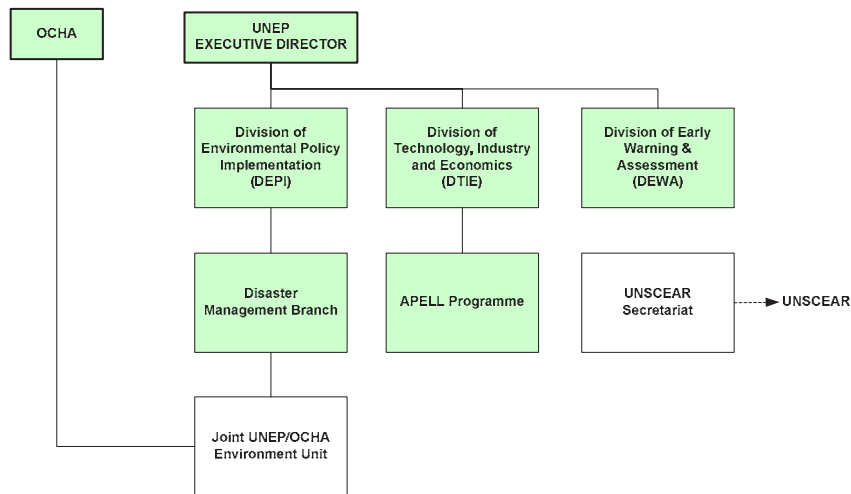 OCHA
UNEP
EXECUTIVE DIRECTOR
Division of
Environmental Policy
Implementation
(DEPI)
Division of
Technology, Industry
and Economics
(DTIE)
Division of Early
Warning &
Assessment
(DEWA)
Disaster
Management Branch
APELL Programme
UNSCEAR
Secretariat
UNSCEAR
Joint UNEP/OCHA
Environment Unit